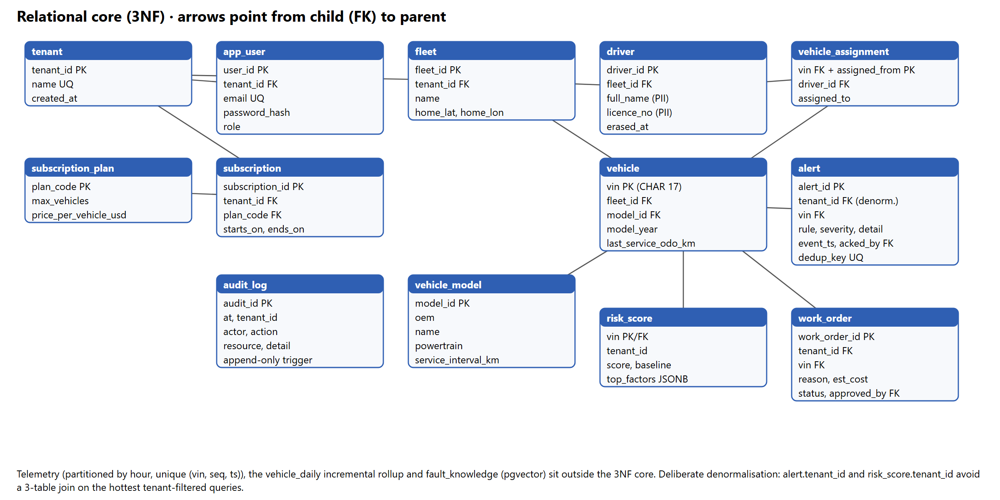 Relational core (3NF) · arrows point from child (FK) to parent
tenant
tenant_id PK
name UQ
created_at
app_user
user_id PK
tenant_id FK
email UQ
password_hash
role
fleet
fleet_id PK
tenant_id FK
name
home_lat, home_lon
driver
driver_id PK
fleet_id FK
full_name (PII)
licence_no (PII)
erased_at
vehicle_assignment
vin FK + assigned_from PK
driver_id FK
assigned_to
subscription_plan
plan_code PK
max_vehicles
price_per_vehicle_usd
subscription
subscription_id PK
tenant_id FK
plan_code FK
starts_on, ends_on
vehicle
vin PK (CHAR 17)
fleet_id FK
model_id FK
model_year
last_service_odo_km
alert
alert_id PK
tenant_id FK (denorm.)
vin FK
rule, severity, detail
event_ts, acked_by FK
dedup_key UQ
audit_log
audit_id PK
at, tenant_id
actor, action
resource, detail
append-only trigger
vehicle_model
model_id PK
oem
name
powertrain
service_interval_km
risk_score
vin PK/FK
tenant_id
score, baseline
top_factors JSONB
work_order
work_order_id PK
tenant_id FK
vin FK
reason, est_cost
status, approved_by FK
Telemetry (partitioned by hour, unique (vin, seq, ts)), the vehicle_daily incremental rollup and fault_knowledge (pgvector) sit outside the 3NF core. Deliberate denormalisation: alert.tenant_id and risk_score.tenant_id avoid
a 3-table join on the hottest tenant-filtered queries.